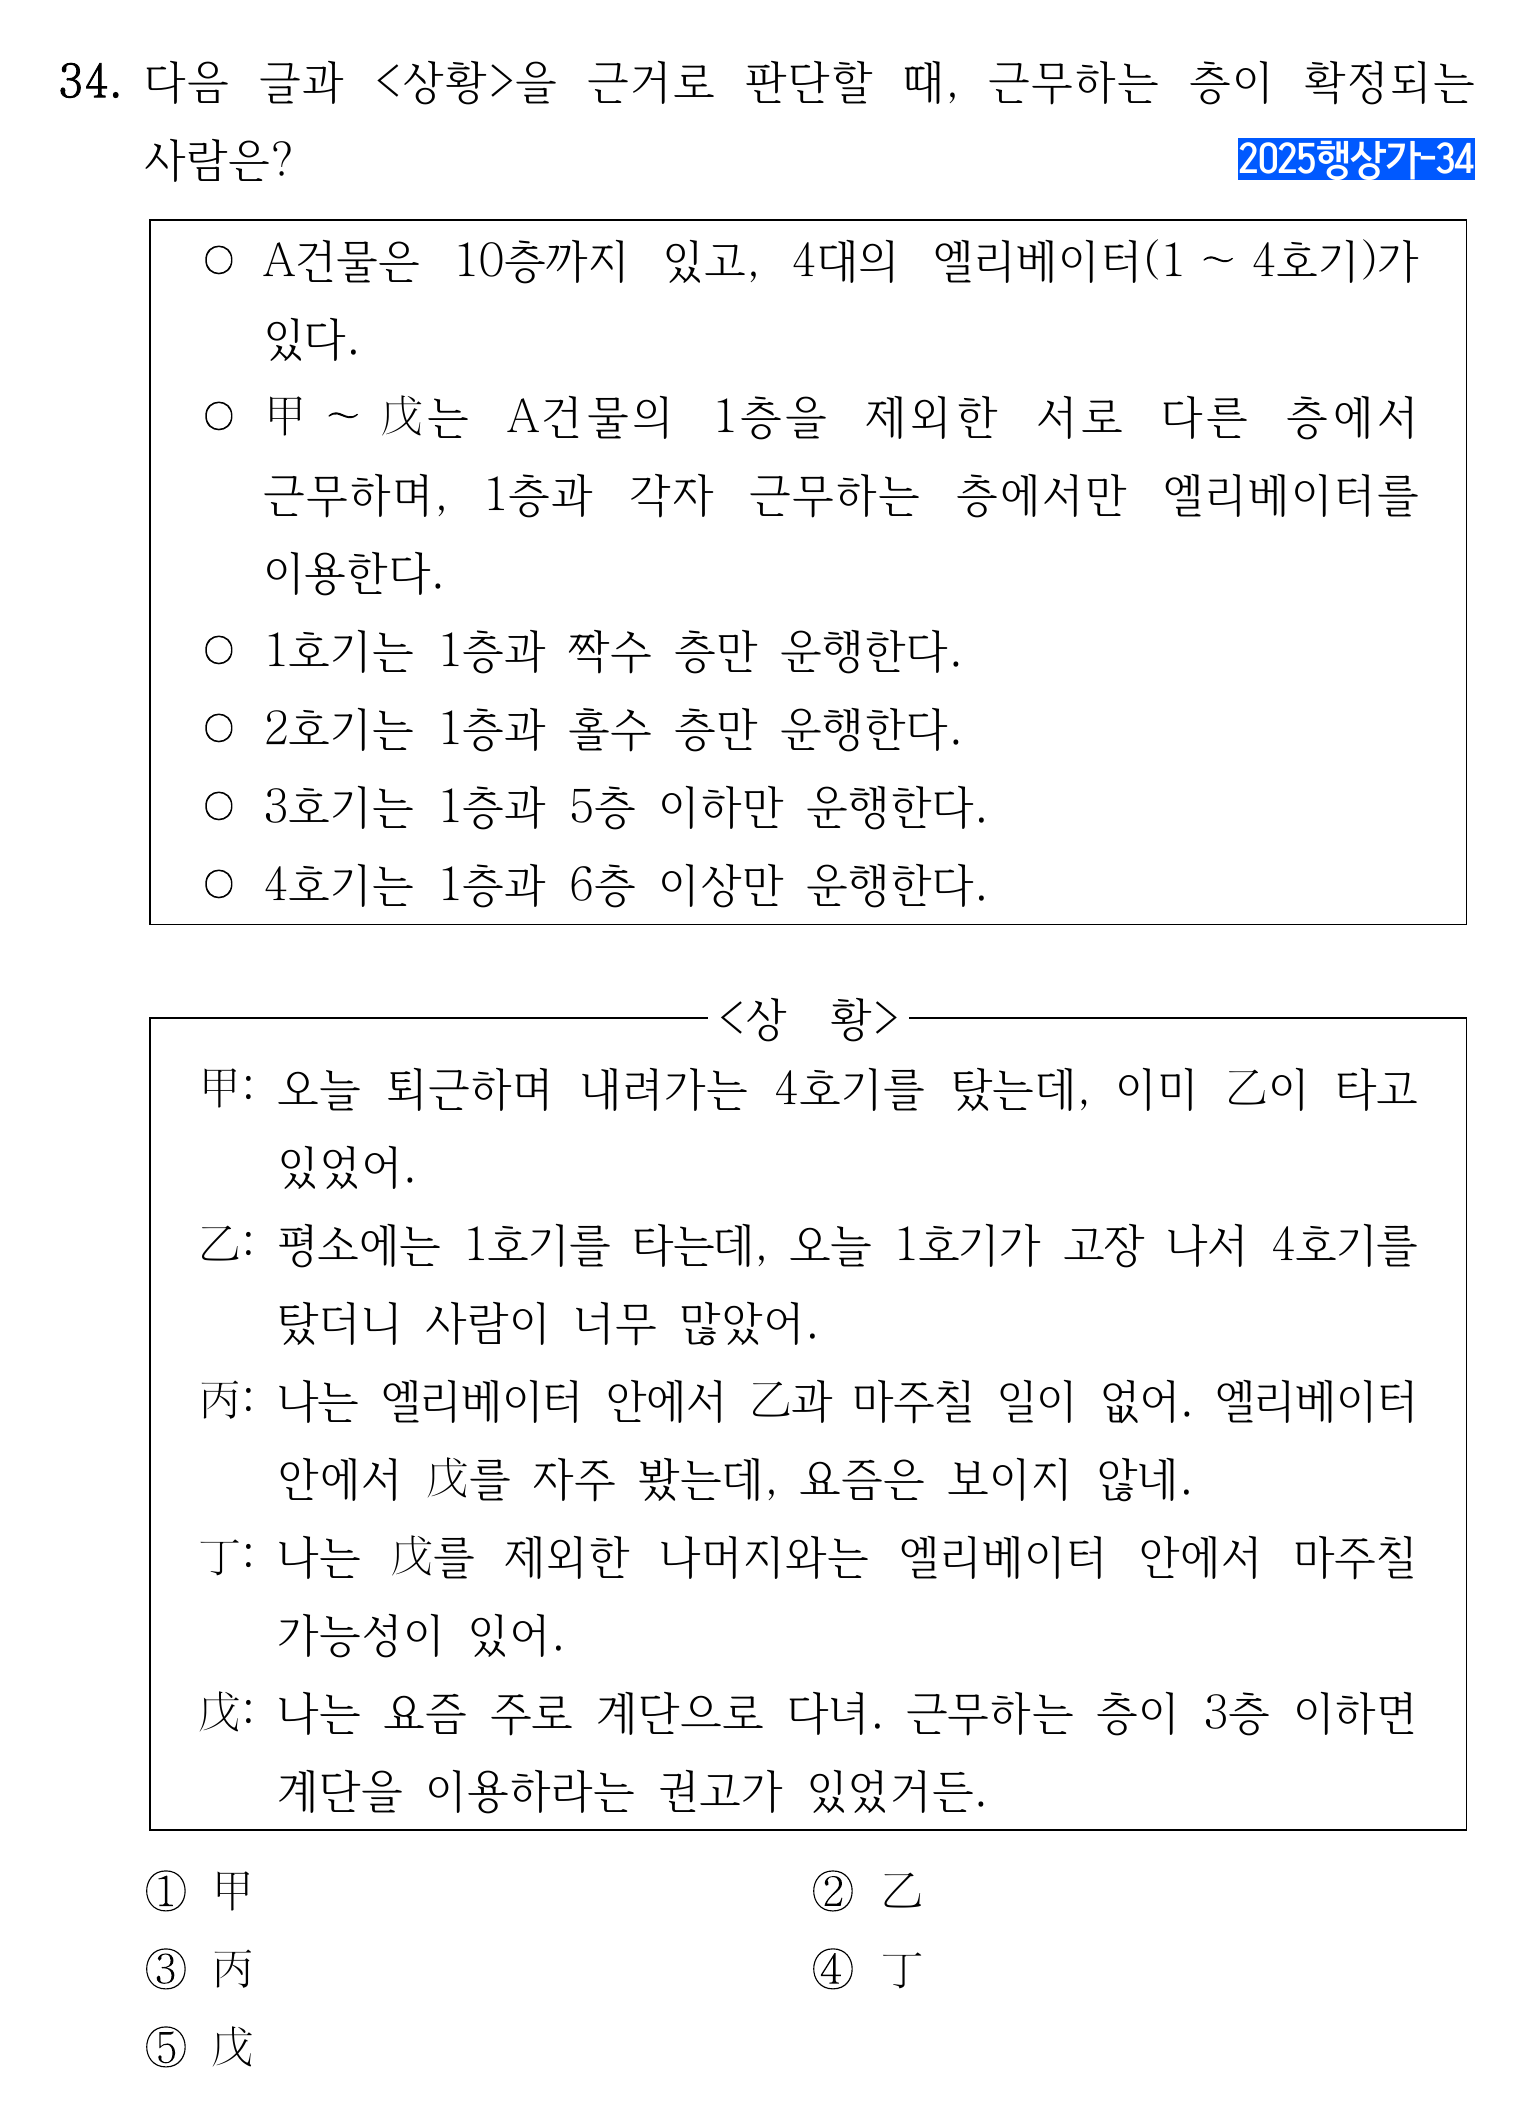 34. 다음 글과 <상황>을 근거로 판단할 때, 근무하는 층이 확정되는
사람은?
2025행상가-34
○ A건물은 10층까지 있고, 4대의 엘리베이터(1 ~ 4호기)가
있다.
○ 甲 ~ 戊는 A건물의 1층을 제외한 서로 다른 층에서
근무하며, 1층과 각자 근무하는 층에서만 엘리베이터를
이용한다.
○ 1호기는 1층과 짝수 층만 운행한다.
○ 2호기는 1층과 홀수 층만 운행한다.
○ 3호기는 1층과 5층 이하만 운행한다.
○ 4호기는 1층과 6층 이상만 운행한다.
<상 황>
甲: 오늘 퇴근하며 내려가는 4호기를 탔는데, 이미 乙이 타고
있었어.
乙: 평소에는 1호기를 타는데, 오늘 1호기가 고장 나서 4호기를
탔더니 사람이 너무 많았어.
丙: 나는 엘리베이터 안에서 乙과 마주칠 일이 없어. 엘리베이터
안에서 戊를 자주 봤는데, 요즘은 보이지 않네.
丁: 나는 戊를 제외한 나머지와는 엘리베이터 안에서 마주칠
가능성이 있어.
戊: 나는 요즘 주로 계단으로 다녀. 근무하는 층이 3층 이하면
계단을 이용하라는 권고가 있었거든.
① 甲
② 乙
③ 丙
④ 丁
⑤ 戊